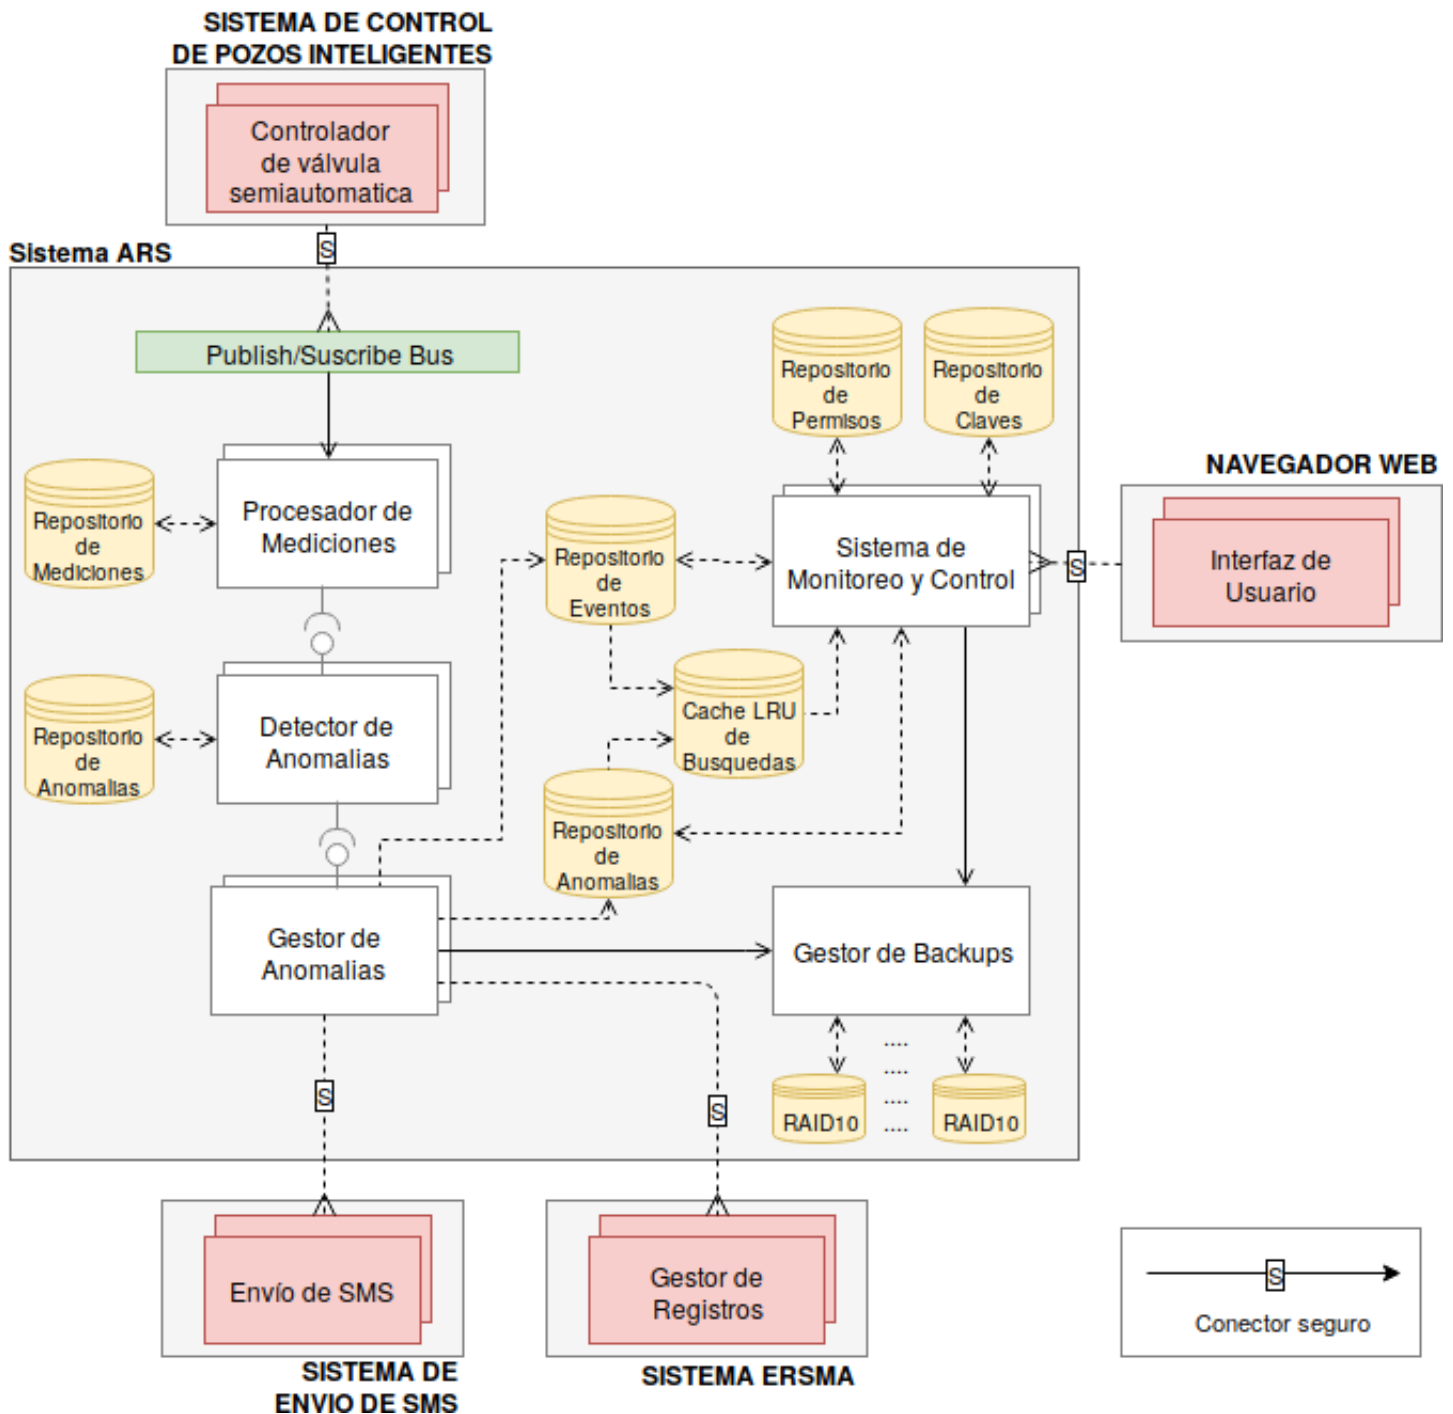 SISTEMA DE CONTROL
DE POZOS INTELIGENTES
Controlador
de válvula
semiautomatica
S
Sistema ARS
Publish/Suscribe Bus
Repositorio
de
Permisos
Repositorio
de
Claves
NAVEGADOR WEB
Repositorio
de
Mediciones
Procesador de
Mediciones
Repositorio
de
Eventos
Sistema de
Monitoreo y Control
S
Interfaz de
Usuario
Repositorio
de
Anomalias
Detector de
Anomalias
Cache LRU
de
Busquedas
Repositorio
de
Anomalias
Gestor de
Anomalias
Gestor de Backups
....
....
....
....
RAID10
RAID10
S
S
Envío de SMS
Gestor de
Registros
S
Conector seguro
SISTEMA DE
ENVIO DE SMS
SISTEMA ERSMA